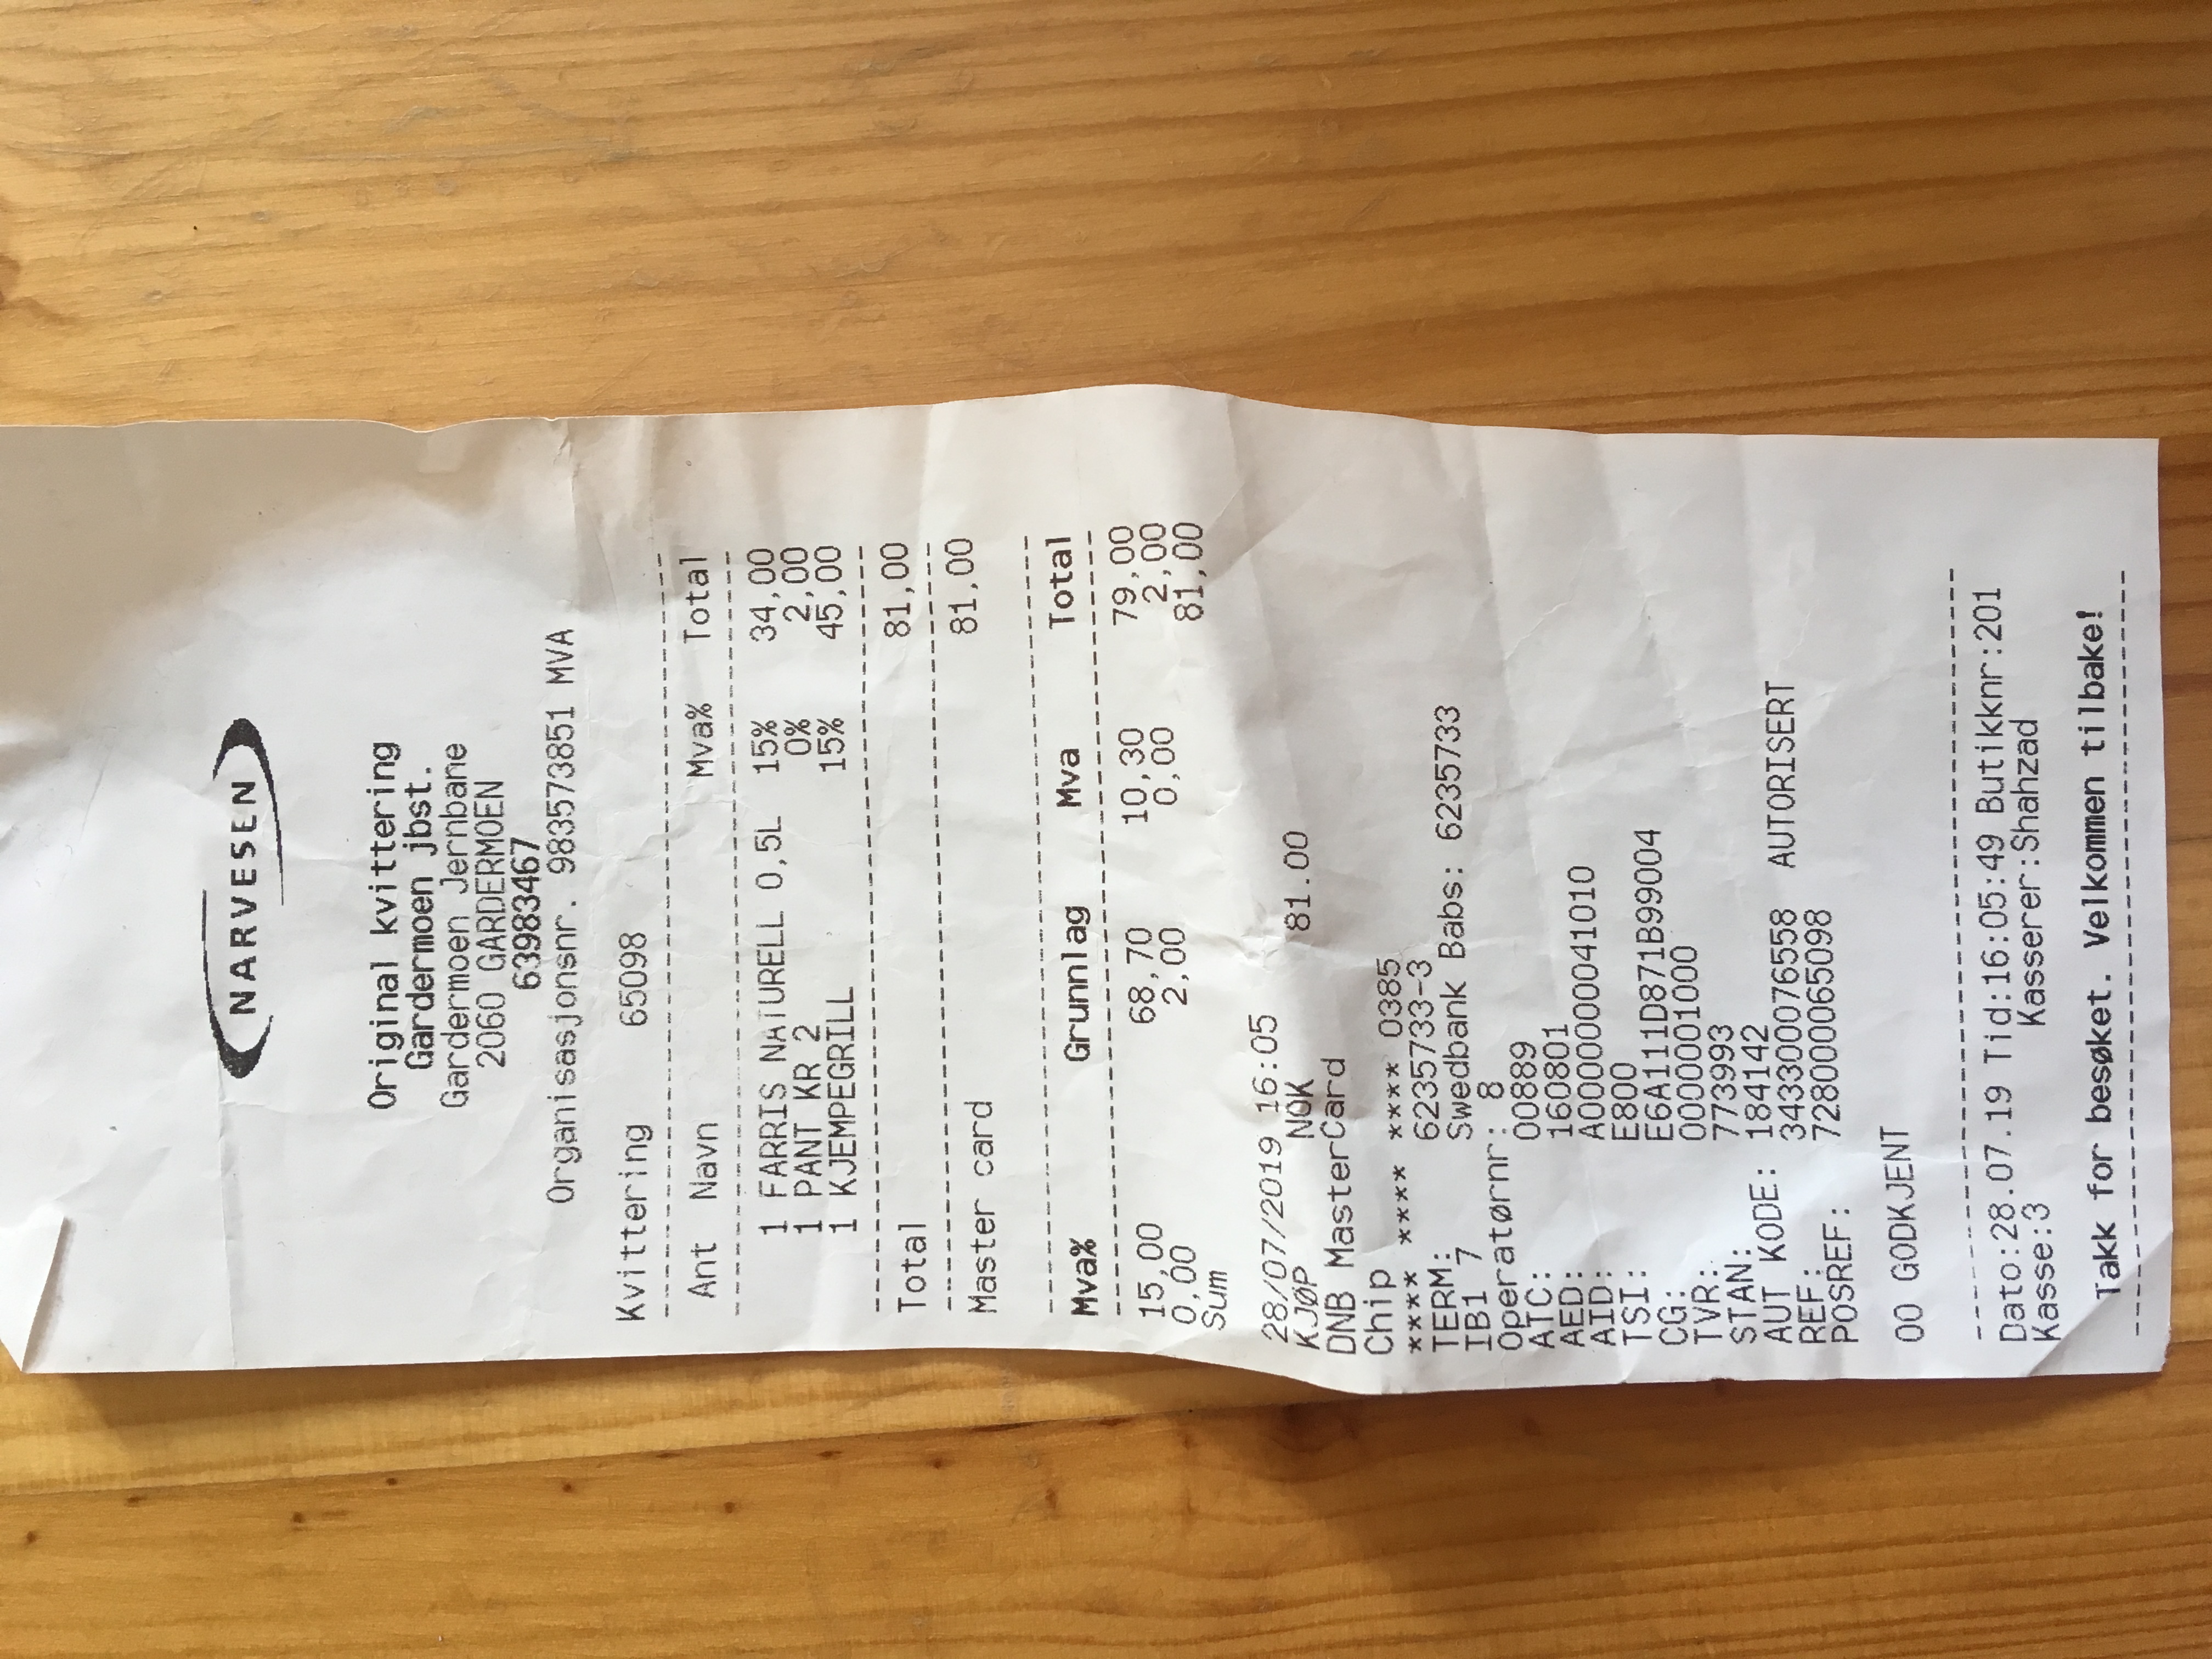 NARVESEN
Original kvittering
Gardermoen jbst.
Gardermoen Jernbane
2060 GARDERMOEN
63983467
Organisasjonsnr. 983573851 MVA
Kvittering 65098
Ant Navn Mva% Total
1 FARRIS NATURELL 0,5L 15% 34,00
1 PANT KR 2 0% 2,00
1 KJEMPEGRILL 15% 45,00
Total 81,00
Master card 81,00
Mva% Grunnlag Mva Total
15,00 68,70 10,30 79,00
0,00 2,00 0,00 2,00
Sum 81,00
28/07/2019 16:05
KJØP NOK 81.00
DNB MasterCard
Chip
**** **** **** 0385
TERM: 62357333-3
IB1 7 Swedbank Babs: 6235733
Operatørnr: 8
ATC: 00889
AED: 160801
AID: A0000000041010
TSI: E800
CG: E6A111D871B99004
TVR: 0000001000
STAN: 773993
AUT KODE: 184142
REF: 343300076558 AUTORISERT
POSREF: 728000065098
00 GODKJENT
Dato:28.07.19 Tid:16:05:49 Butikknr:201
Kasse:3 Kasserer:Shahzad
Takk for besøket. Velkommen tilbake!